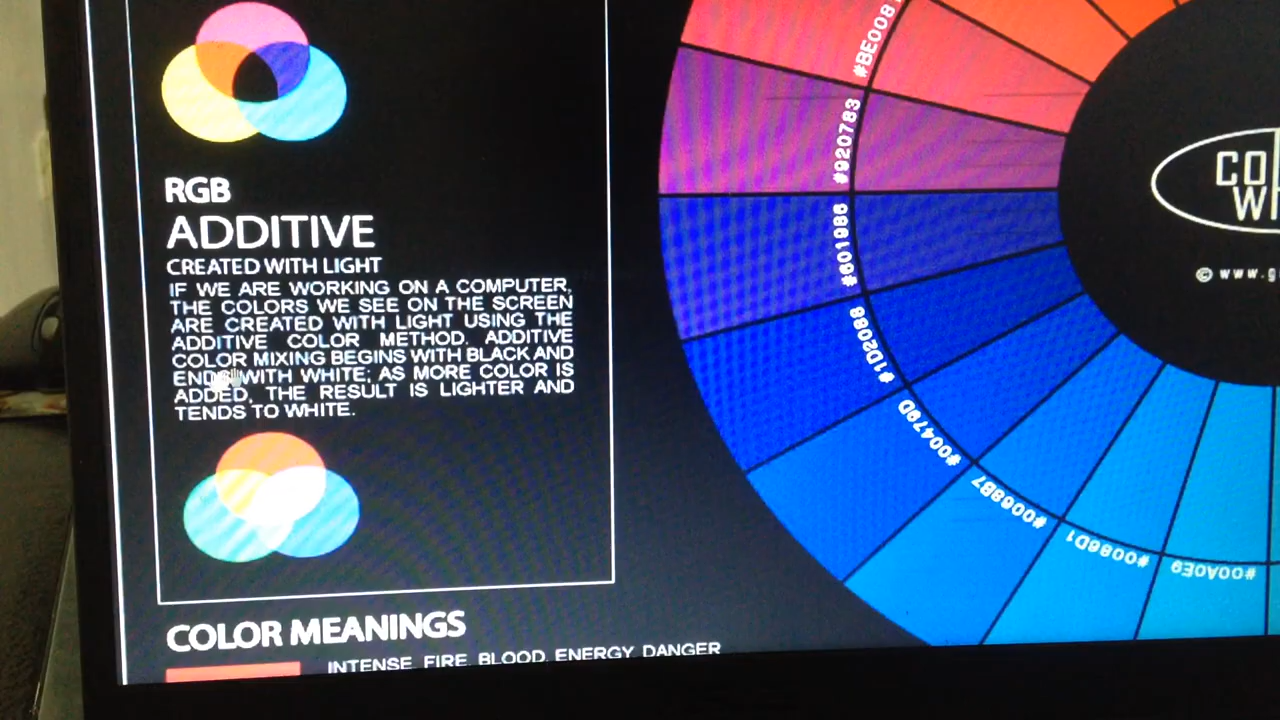 RGB
ADDITIVE
CREATED WITH LIGHT
IF WE ARE WORKING ON A COMPUTER,
THE COLORS WE SEE ON THE SCREEN
ARE CREATED WITH LIGHT USING THE
ADDITIVE COLOR METHOD. ADDITIVE
COLOR MIXING BEGINS WITH BLACK AND
ENDS WITH WHITE; AS MORE COLOR IS
ADDED, THE RESULT IS LIGHTER AND
TENDS TO WHITE.
COLOR MEANINGS
INTENSE, FIRE, BLOOD, ENERGY, DANGER
#BE0081
#920783
#601986
#1D2088
#00479D
#0068B7
#0086D1
#00A0E9
CO
W
© www.g